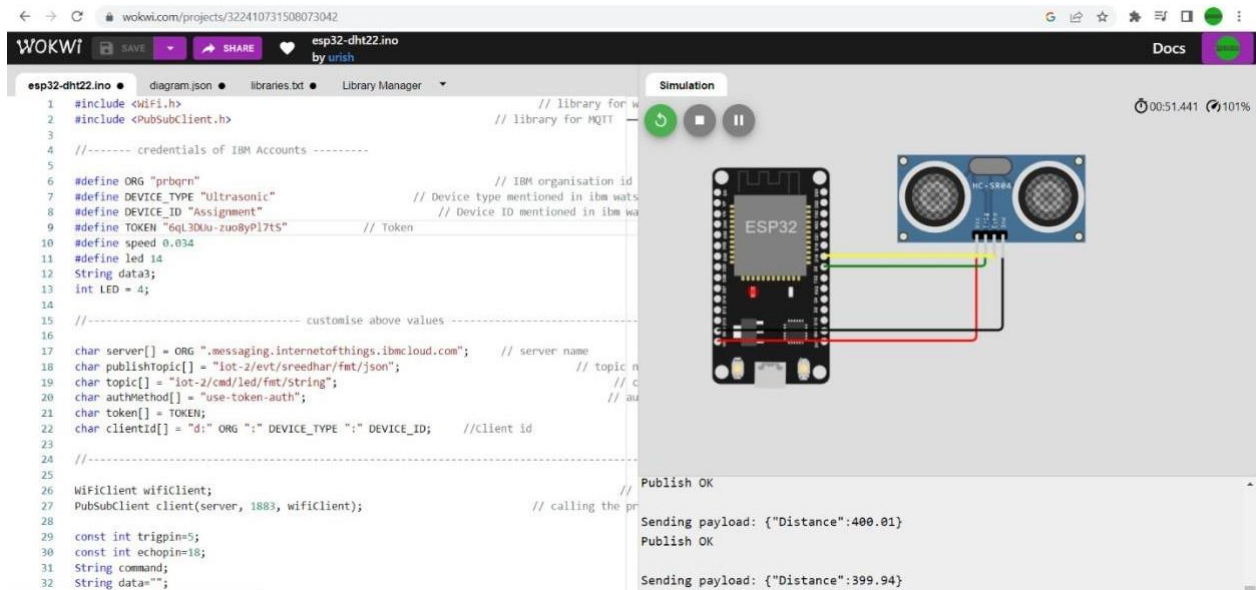 wokwi.com/projects/322410731508073042
WOKWi SAVE SHARE esp32-dht22.ino Docs
by urish
esp32-dht22.ino diagram.json libraries.txt Library Manager
1 #include <WiFi.h> // library for w
2 #include <PubSubClient.h> // library for MQTT
3
4 //------- credentials of IBM Accounts ---------
5
6 #define ORG "prbqrn" // IBM organisation id
7 #define DEVICE_TYPE "Ultrasonic" // Device type mentioned in ibm wats
8 #define DEVICE_ID "Assignment" // Device ID mentioned in ibm wa
9 #define TOKEN "6qL3DUu-zuo8yPl7tS" // Token
10 #define speed 0.034
11 #define led 14
12 String data3;
13 int LED = 4;
14
15 //-------------------------------- customise above values --------------------------------
16
17 char server[] = ORG ".messaging.internetofthings.ibmcloud.com"; // server name
18 char publishTopic[] = "iot-2/evt/sreedhar/fmt/json"; // topic n
19 char topic[] = "iot-2/cmd/led/fmt/String"; // c
20 char authMethod[] = "use-token-auth"; // au
21 char token[] = TOKEN;
22 char clientId[] = "d:" ORG ":" DEVICE_TYPE ":" DEVICE_ID; //Client id
23
24 //--------------------------------------------------------------------------------
25
26 WiFiClient wifiClient; //
27 PubSubClient client(server, 1883, wifiClient); // calling the pr
28
29 const int trigpin=5;
30 const int echopin=18;
31 String command;
32 String data="";
Simulation
00:51.441 101%
HC-SR04
ESP32
Publish OK
Sending payload: {"Distance":400.01}
Publish OK
Sending payload: {"Distance":399.94}